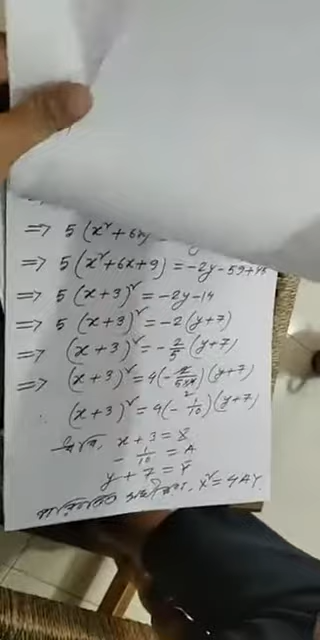 ⇒ 5(x² + 6x
⇒ 5(x²+6x+9) = -2y-59+45
⇒ 5(x+3)² = -2y-14
⇒ 5(x+3)² = -2(y+7)
⇒ (x+3)² = -2/5 (y+7)
⇒ (x+3)² = 4(-2/5×4)(y+7)
(x+3)² = 4(-1/10)(y+7)
ধরি, x+3 = X
-1/10 = A
y+7 = Y
X² = 4AY.